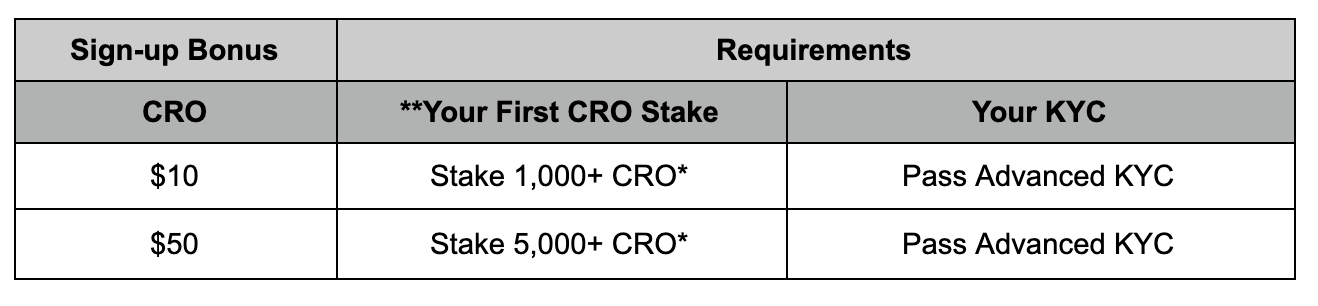 Sign-up Bonus Requirements
CRO **Your First CRO Stake Your KYC
$10 Stake 1,000+ CRO* Pass Advanced KYC
$50 Stake 5,000+ CRO* Pass Advanced KYC